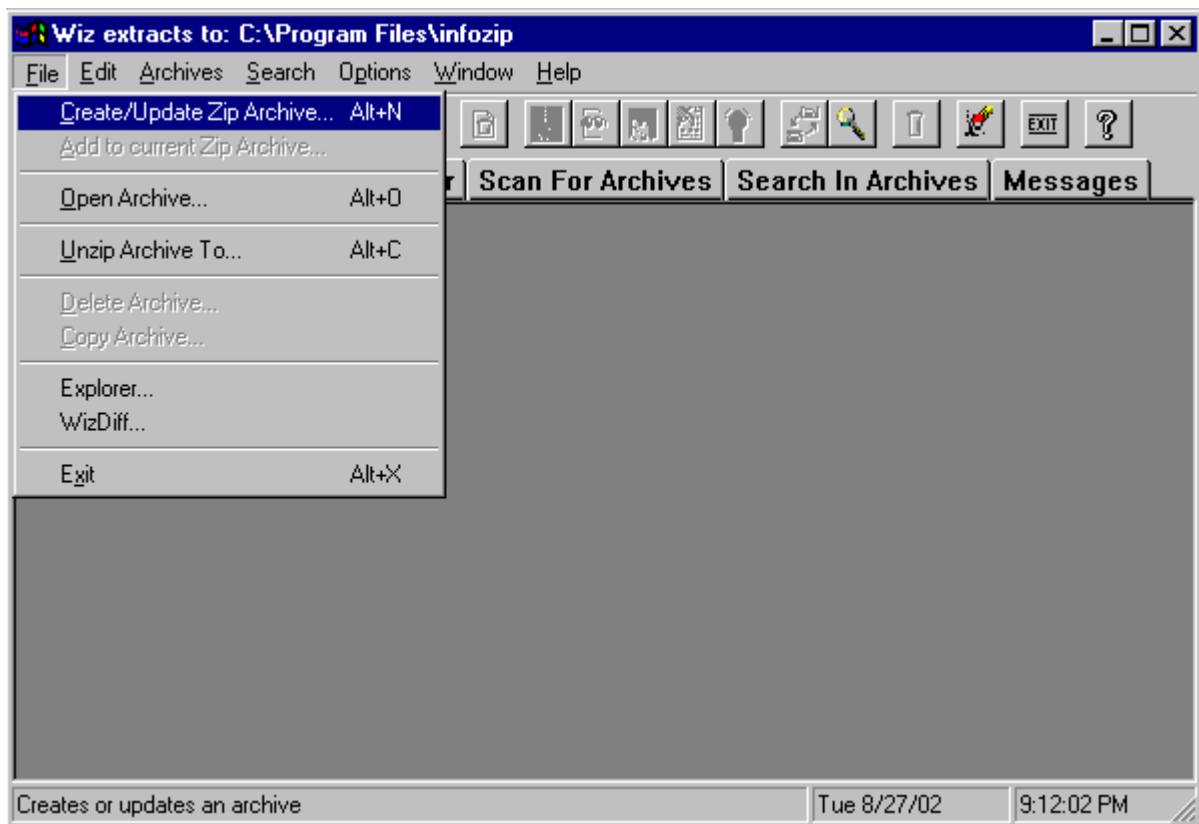 Wiz extracts to: C:\Program Files\infozip
File Edit Archives Search Options Window Help
Create/Update Zip Archive... Alt+N
Add to current Zip Archive...
Open Archive... Alt+O
Unzip Archive To... Alt+C
Delete Archive...
Copy Archive...
Explorer...
WizDiff...
Exit Alt+X
EXIT ?
r Scan For Archives Search In Archives Messages
Creates or updates an archive Tue 8/27/02 9:12:02 PM